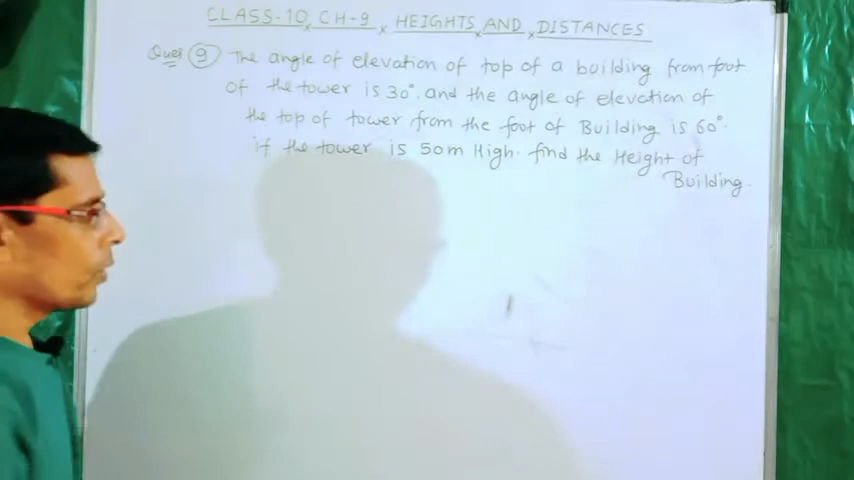 CLASS-10 CH-9 HEIGHTS AND DISTANCES
Ques 9 The angle of elevation of top of a building from foot
of the tower is 30°. and the angle of elevation of
the top of tower from the foot of Building is 60°.
if the tower is 50m High. find the Height of
Building.